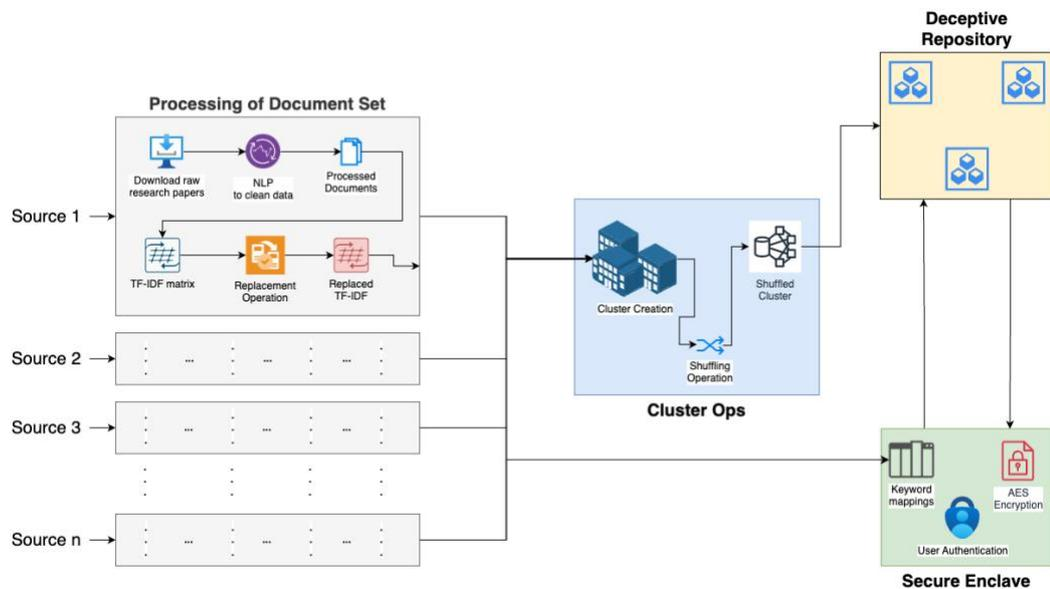 Deceptive
Repository
Processing of Document Set
Download raw
research papers
NLP
to clean data
Processed
Documents
Source 1
TF-IDF matrix
Replacement
Operation
Replaced
TF-IDF
Cluster Creation
Shuffled
Cluster
Shuffling
Operation
Cluster Ops
Source 2
...
...
...
Source 3
...
...
...
Source n
...
...
...
Keyword
mappings
AES
Encryption
User Authentication
Secure Enclave